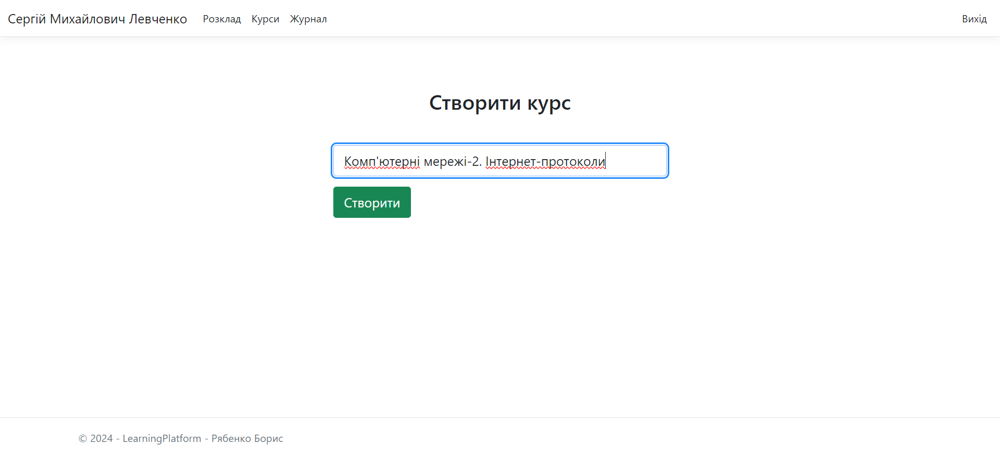 Сергій Михайлович Левченко Розклад Курси Журнал Вихід
Створити курс
Комп'ютерні мережі-2. Інтернет-протоколи
Створити
© 2024 - LearningPlatform - Рябенко Борис